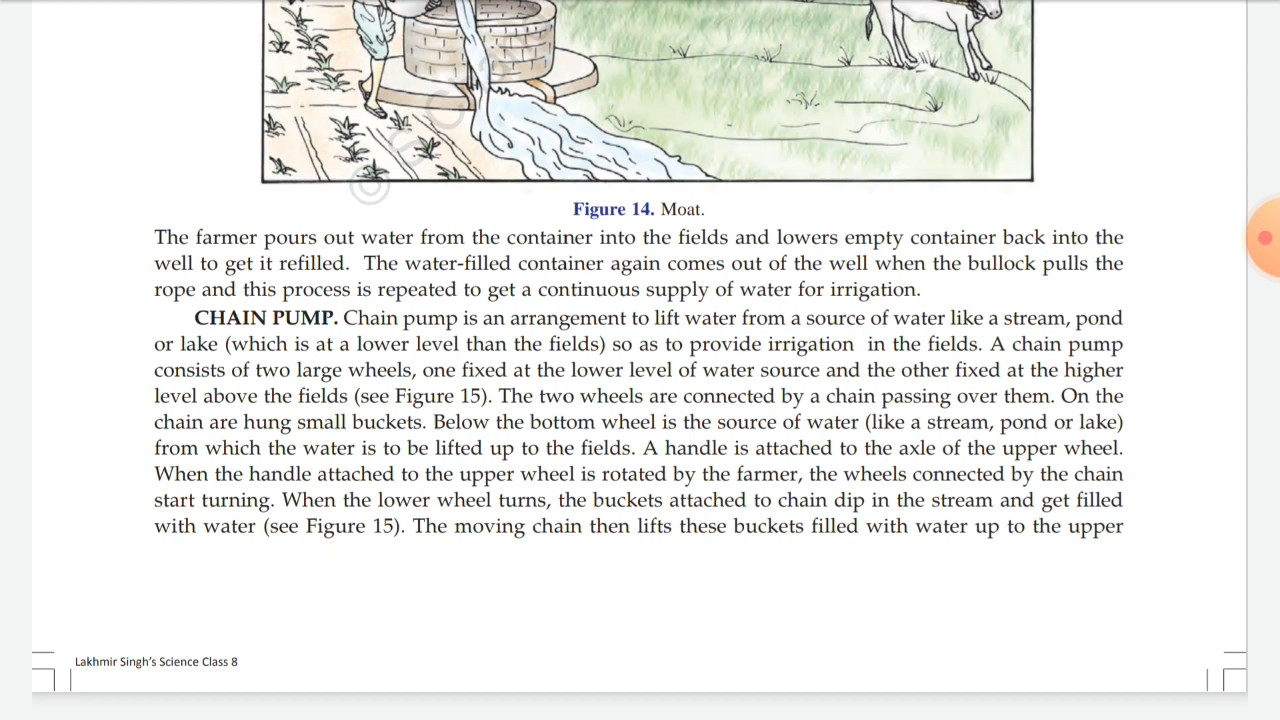 Figure 14. Moat.
The farmer pours out water from the container into the fields and lowers empty container back into the
well to get it refilled. The water-filled container again comes out of the well when the bullock pulls the
rope and this process is repeated to get a continuous supply of water for irrigation.
CHAIN PUMP. Chain pump is an arrangement to lift water from a source of water like a stream, pond
or lake (which is at a lower level than the fields) so as to provide irrigation in the fields. A chain pump
consists of two large wheels, one fixed at the lower level of water source and the other fixed at the higher
level above the fields (see Figure 15). The two wheels are connected by a chain passing over them. On the
chain are hung small buckets. Below the bottom wheel is the source of water (like a stream, pond or lake)
from which the water is to be lifted up to the fields. A handle is attached to the axle of the upper wheel.
When the handle attached to the upper wheel is rotated by the farmer, the wheels connected by the chain
start turning. When the lower wheel turns, the buckets attached to chain dip in the stream and get filled
with water (see Figure 15). The moving chain then lifts these buckets filled with water up to the upper
Lakhmir Singh's Science Class 8